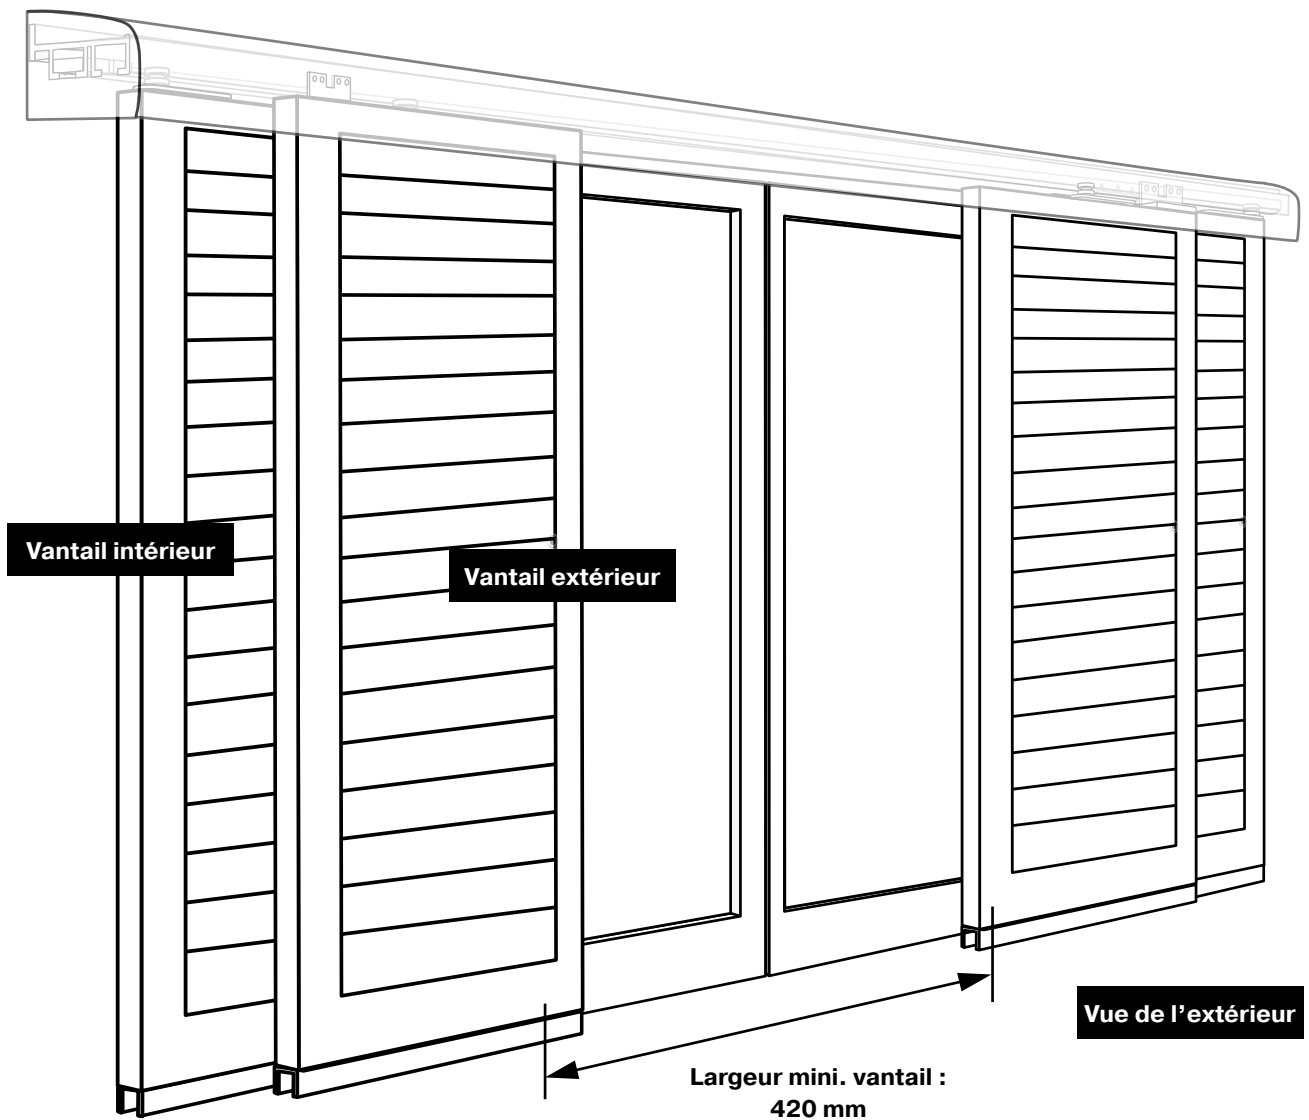 Vantail intérieur
Vantail extérieur
Vue de l’extérieur
Largeur mini. vantail :
420 mm